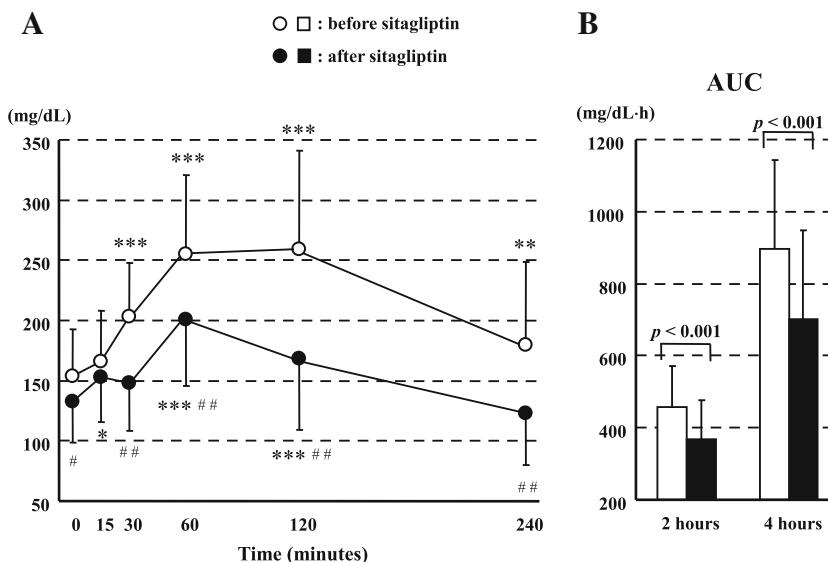 A
○ □ : before sitagliptin
● ■ : after sitagliptin
(mg/dL)
350
300
250
200
150
100
50
***
***
***
**
*
*** ##
*** ##
#
##
##
0 15 30 60 120 240
Time (minutes)
B
AUC
(mg/dL·h)
1200
1000
800
600
400
200
p < 0.001
p < 0.001
2 hours 4 hours